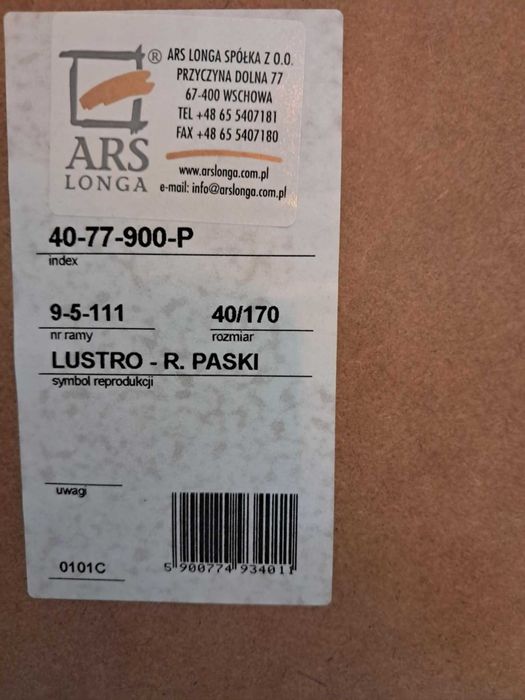 ARS LONGA ®
ARS LONGA SPÓŁKA Z O.O.
PRZYCZYNA DOLNA 77
67-400 WSCHOWA
TEL +48 65 5407181
FAX +48 65 5407180
www.arslonga.com.pl
e-mail: info@arslonga.com.pl
40-77-900-P
index
9-5-111 40/170
nr ramy rozmiar
LUSTRO - R. PASKI
symbol reprodukcji
uwagi
0101C
5 900774 934011